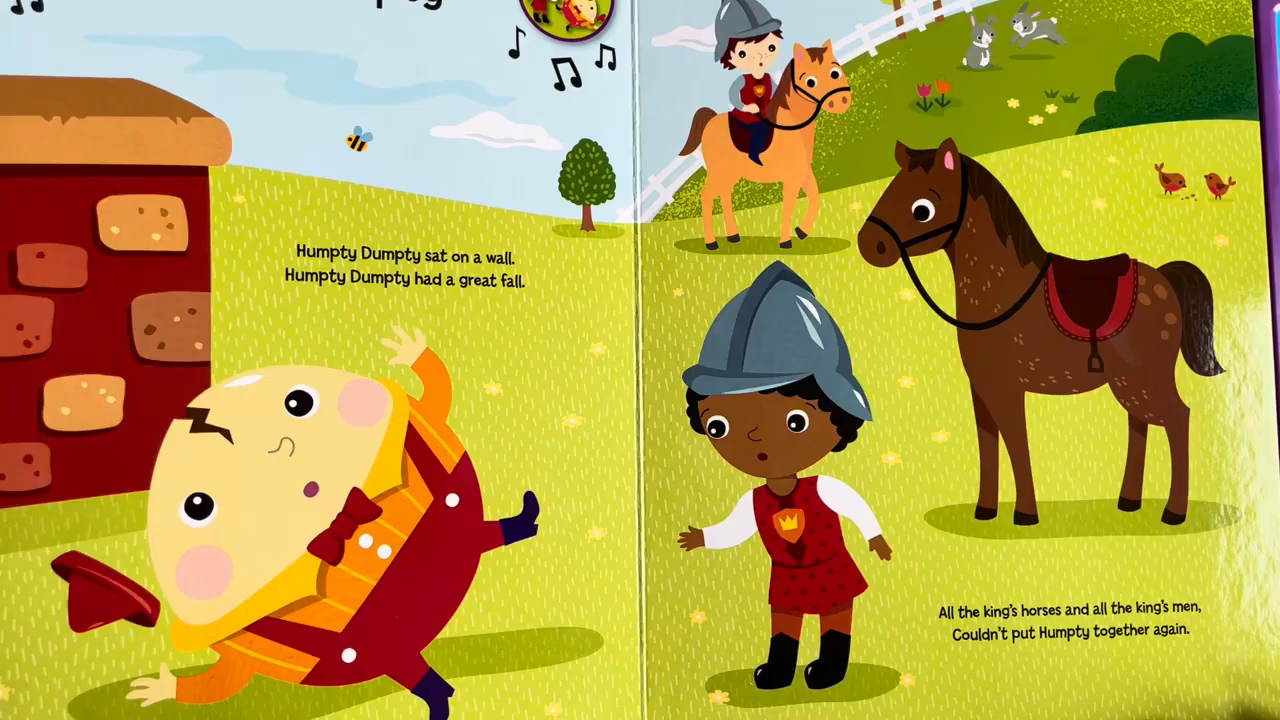 Humpty Dumpty sat on a wall.
Humpty Dumpty had a great fall.
All the king's horses and all the king's men,
Couldn't put Humpty together again.